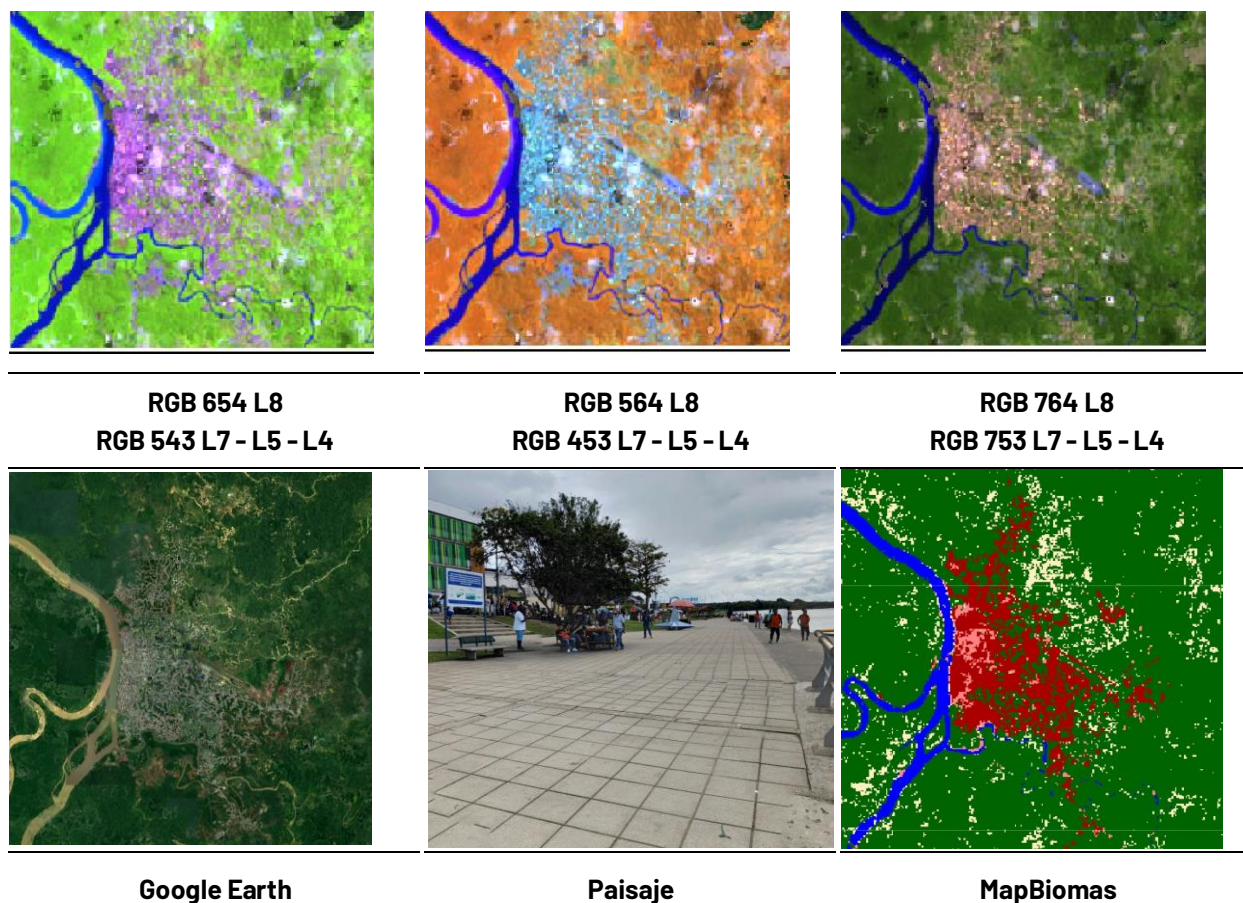 RGB 654 L8
RGB 543 L7 - L5 - L4
RGB 564 L8
RGB 453 L7 - L5 - L4
RGB 764 L8
RGB 753 L7 - L5 - L4
Google Earth
Paisaje
MapBiomas